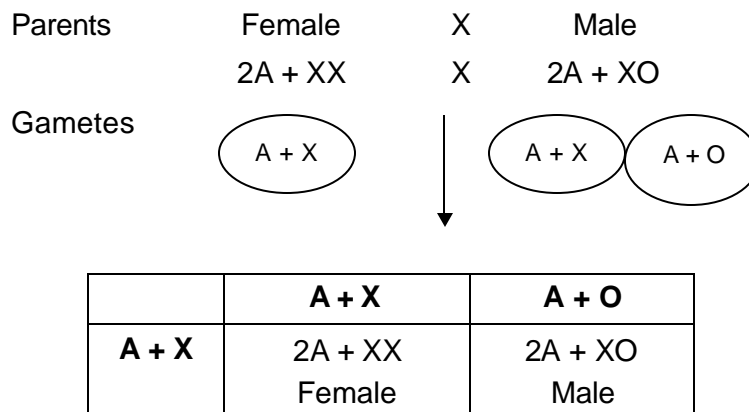 Parents Female X Male
2A + XX X 2A + XO
Gametes
A + X A + X A + O
A + X A + O
A + X 2A + XX 2A + XO
Female Male